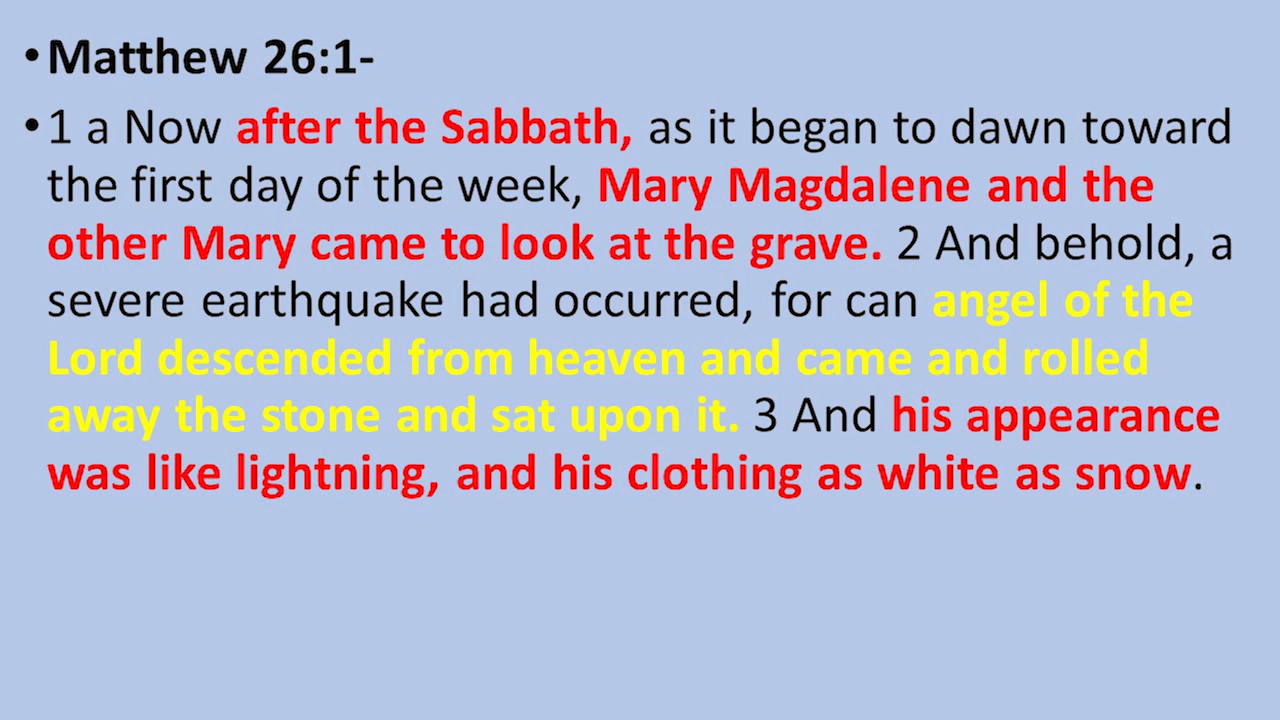 •Matthew 26:1-
•1 a Now after the Sabbath, as it began to dawn toward
the first day of the week, Mary Magdalene and the
other Mary came to look at the grave. 2 And behold, a
severe earthquake had occurred, for can angel of the
Lord descended from heaven and came and rolled
away the stone and sat upon it. 3 And his appearance
was like lightning, and his clothing as white as snow.